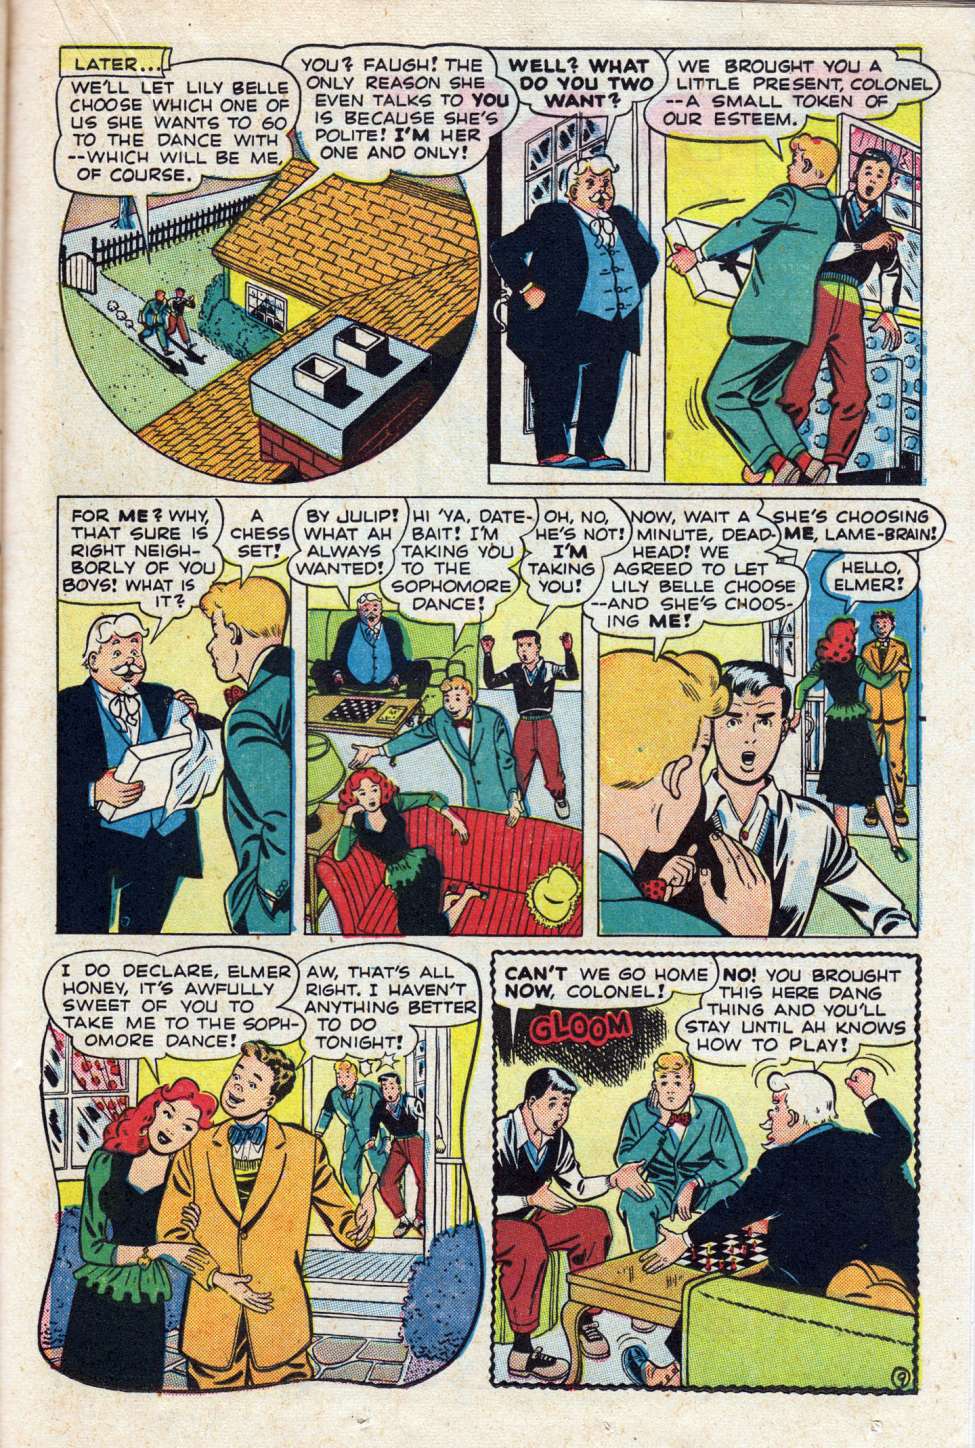 LATER...
WE'LL LET LILY BELLE
CHOOSE WHICH ONE OF
US SHE WANTS TO GO
TO THE DANCE WITH
--WHICH WILL BE ME,
OF COURSE.
YOU? FAUGH! THE
ONLY REASON SHE
EVEN TALKS TO YOU
IS BECAUSE SHE'S
POLITE! I'M HER
ONE AND ONLY!
WELL? WHAT
DO YOU TWO
WANT?
WE BROUGHT YOU A
LITTLE PRESENT, COLONEL
--A SMALL TOKEN OF
OUR ESTEEM.
FOR ME? WHY,
THAT SURE IS
RIGHT NEIGH-
BORLY OF YOU
BOYS! WHAT IS
IT?
A
CHESS
SET!
BY JULIP!
WHAT AH
ALWAYS
WANTED!
HI 'YA, DATE-
BAIT! I'M
TAKING YOU
TO THE
SOPHOMORE
DANCE!
OH, NO,
HE'S NOT!
I'M
TAKING
YOU!
NOW, WAIT A
MINUTE, DEAD-
HEAD! WE
AGREED TO LET
LILY BELLE CHOOSE
--AND SHE'S CHOOS-
ING ME!
SHE'S CHOOSING
ME, LAME-BRAIN!
HELLO,
ELMER!
I DO DECLARE, ELMER
HONEY, IT'S AWFULLY
SWEET OF YOU TO
TAKE ME TO THE SOPH-
OMORE DANCE!
AW, THAT'S ALL
RIGHT. I HAVEN'T
ANYTHING BETTER
TO DO
TONIGHT!
CAN'T WE GO HOME
NOW, COLONEL!
GLOOM
NO! YOU BROUGHT
THIS HERE DANG
THING AND YOU'LL
STAY UNTIL AH KNOWS
HOW TO PLAY!
9